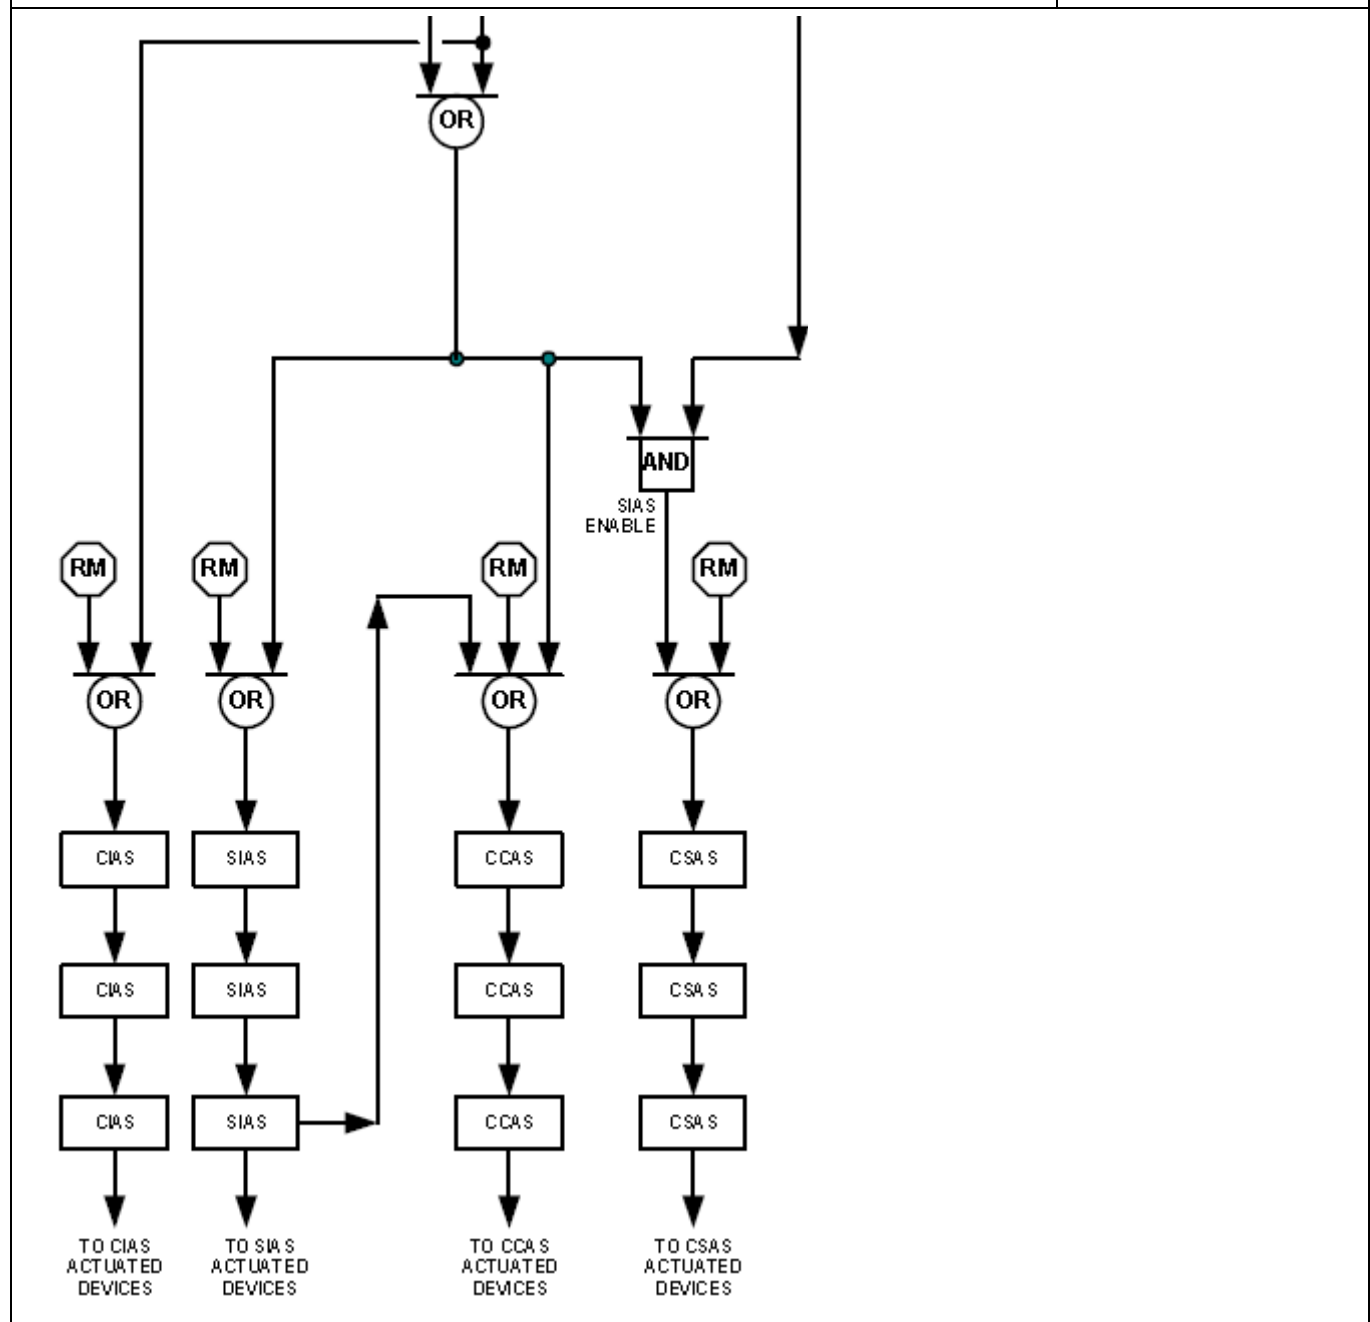 OR
AND
SIAS
ENABLE
RM
RM
RM
RM
OR
OR
OR
OR
CIAS
SIAS
CCAS
CSAS
CIAS
SIAS
CCAS
CSAS
CIAS
SIAS
CCAS
CSAS
TO CIAS
ACTUATED
DEVICES
TO SIAS
ACTUATED
DEVICES
TO CCAS
ACTUATED
DEVICES
TO CSAS
ACTUATED
DEVICES